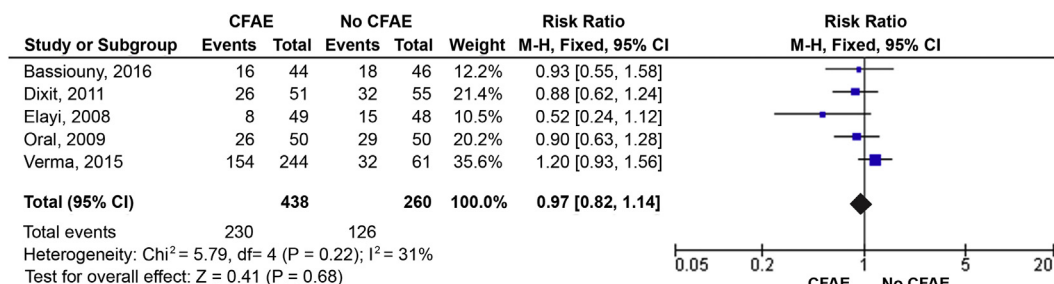 CFAE No CFAE Risk Ratio Risk Ratio
Study or Subgroup Events Total Events Total Weight M-H, Fixed, 95% CI M-H, Fixed, 95% CI
Bassiouny, 2016 16 44 18 46 12.2% 0.93 [0.55, 1.58]
Dixit, 2011 26 51 32 55 21.4% 0.88 [0.62, 1.24]
Elayi, 2008 8 49 15 48 10.5% 0.52 [0.24, 1.12]
Oral, 2009 26 50 29 50 20.2% 0.90 [0.63, 1.28]
Verma, 2015 154 244 32 61 35.6% 1.20 [0.93, 1.56]
Total (95% CI) 438 260 100.0% 0.97 [0.82, 1.14]
Total events 230 126
Heterogeneity: Chi² = 5.79, df= 4 (P = 0.22); I² = 31%
Test for overall effect: Z = 0.41 (P = 0.68)
0.05 0.2 1 5 20
CFAE No CFAE